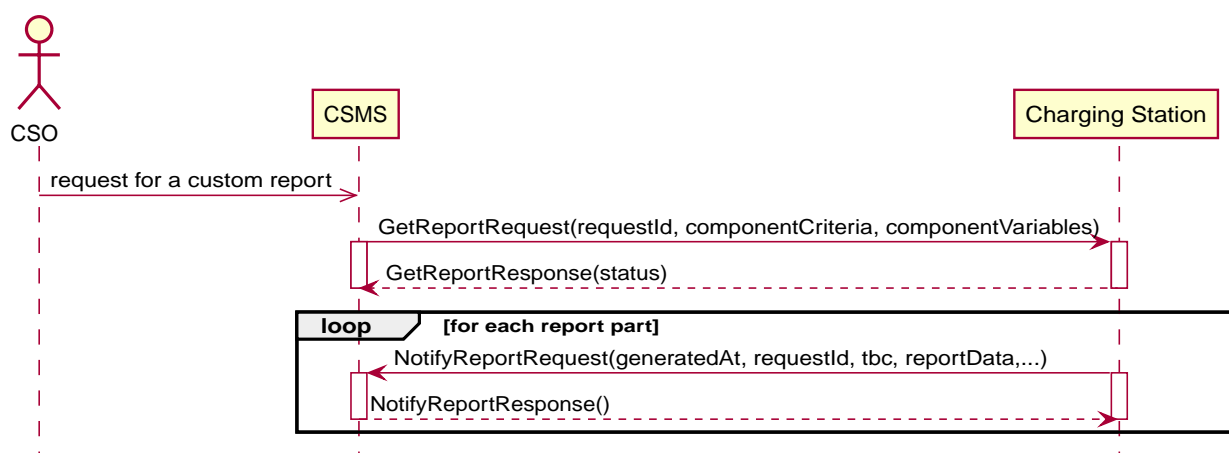 CSO
CSMS
Charging Station
request for a custom report
GetReportRequest(requestId, componentCriteria, componentVariables)
GetReportResponse(status)
loop
[for each report part]
NotifyReportRequest(generatedAt, requestId, tbc, reportData,...)
NotifyReportResponse()